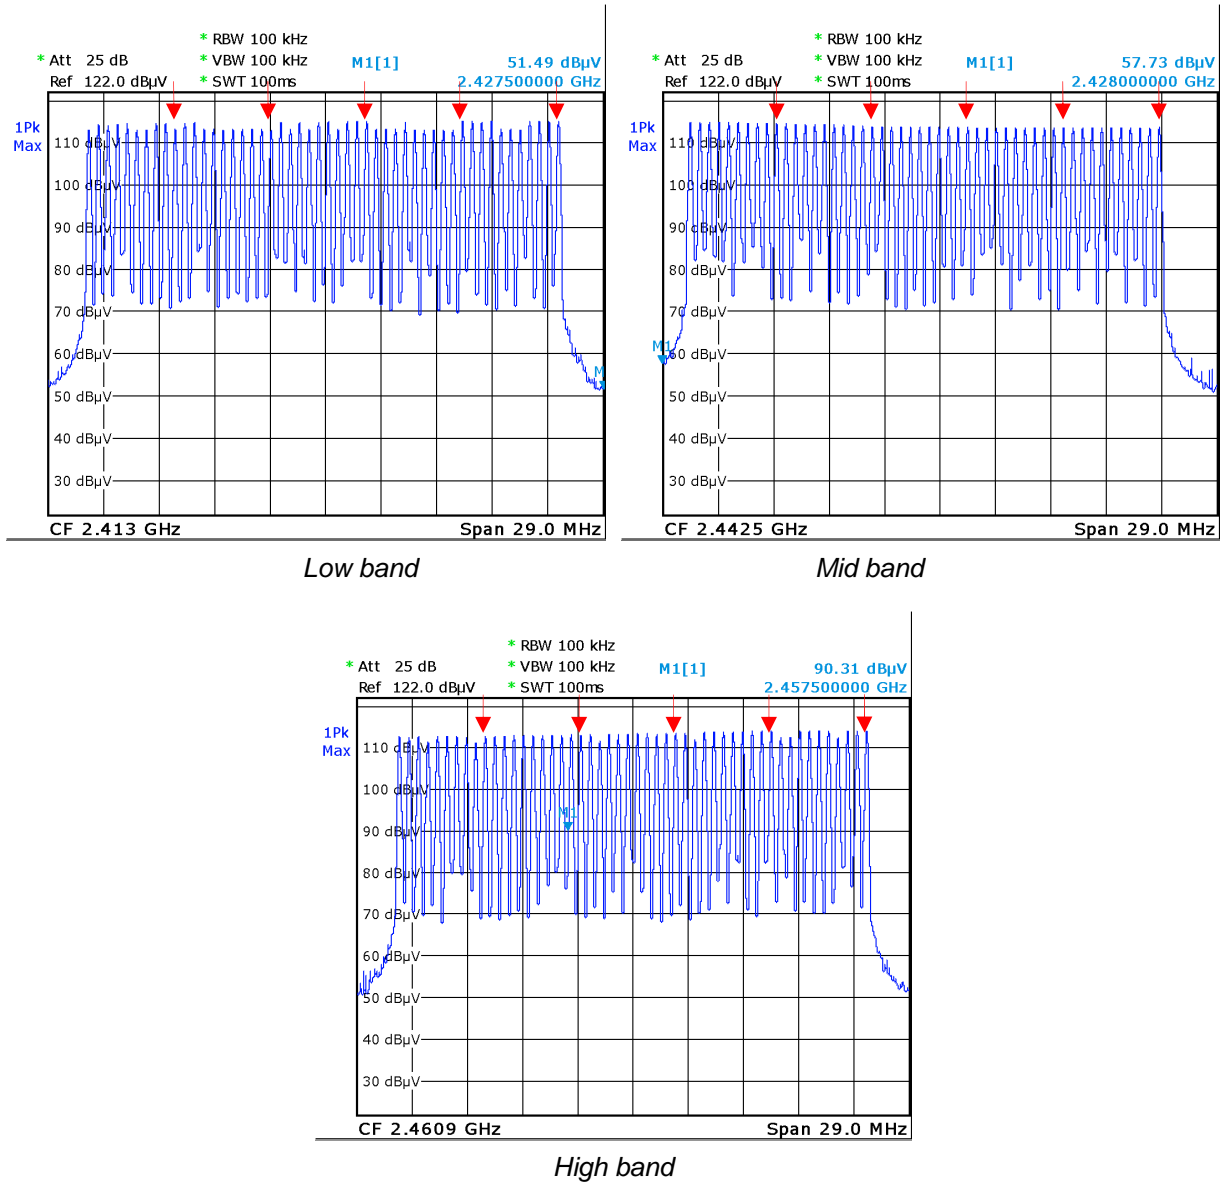 * RBW 100 kHz
* Att 25 dB * VBW 100 kHz M1[1] 51.49 dBµV
Ref 122.0 dBµV * SWT 100ms 2.427500000 GHz
1Pk
Max
110 dBµV
100 dBµV
90 dBµV
80 dBµV
70 dBµV
60 dBµV
50 dBµV
40 dBµV
30 dBµV
M
CF 2.413 GHz Span 29.0 MHz
Low band
* RBW 100 kHz
* Att 25 dB * VBW 100 kHz M1[1] 57.73 dBµV
Ref 122.0 dBµV * SWT 100ms 2.428000000 GHz
1Pk
Max
110 dBµV
100 dBµV
90 dBµV
80 dBµV
70 dBµV
M1
60 dBµV
50 dBµV
40 dBµV
30 dBµV
CF 2.4425 GHz Span 29.0 MHz
Mid band
* RBW 100 kHz
* Att 25 dB * VBW 100 kHz M1[1] 90.31 dBµV
Ref 122.0 dBµV * SWT 100ms 2.457500000 GHz
1Pk
Max
110 dBµV
100 dBµV
M1
90 dBµV
80 dBµV
70 dBµV
60 dBµV
50 dBµV
40 dBµV
30 dBµV
CF 2.4609 GHz Span 29.0 MHz
High band